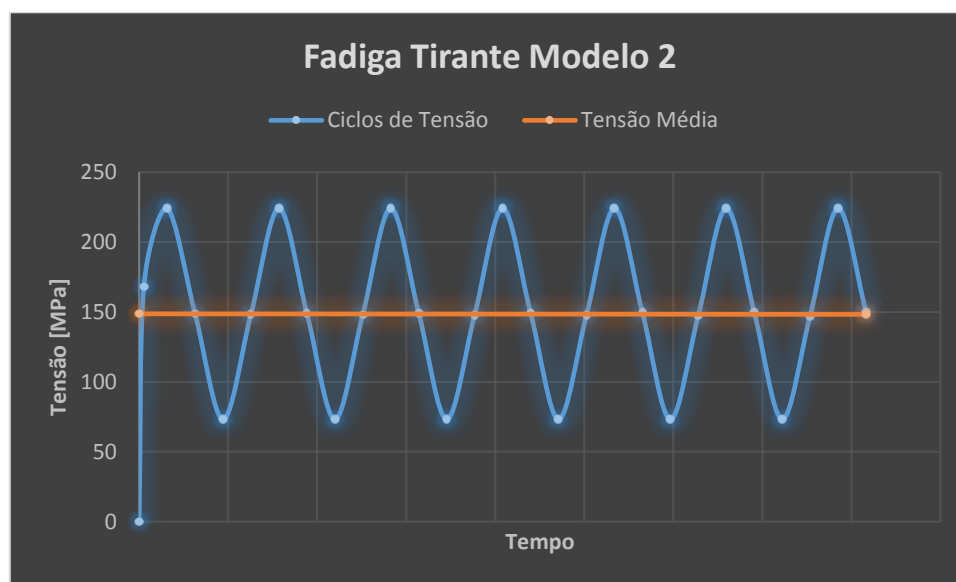 Fadiga Tirante Modelo 2
Ciclos de Tensão
Tensão Média
Tensão [MPa]
250
200
150
100
50
0
Tempo